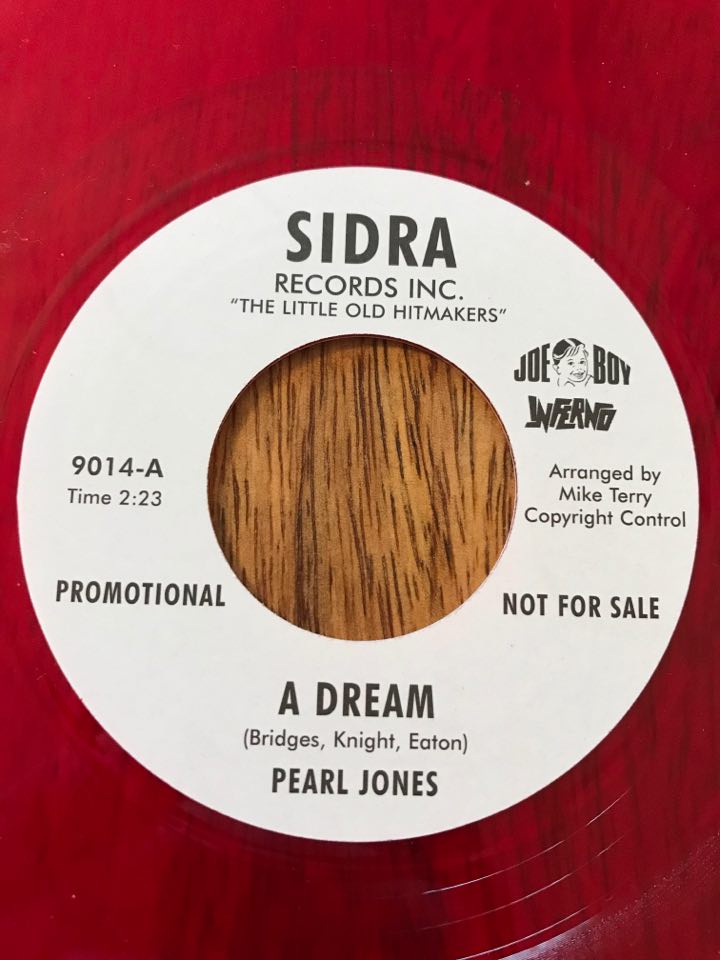 SIDRA
RECORDS INC.
"THE LITTLE OLD HITMAKERS"
JOE BOY
INFERNO
9014-A
Time 2:23
Arranged by
Mike Terry
Copyright Control
PROMOTIONAL
NOT FOR SALE
A DREAM
(Bridges, Knight, Eaton)
PEARL JONES